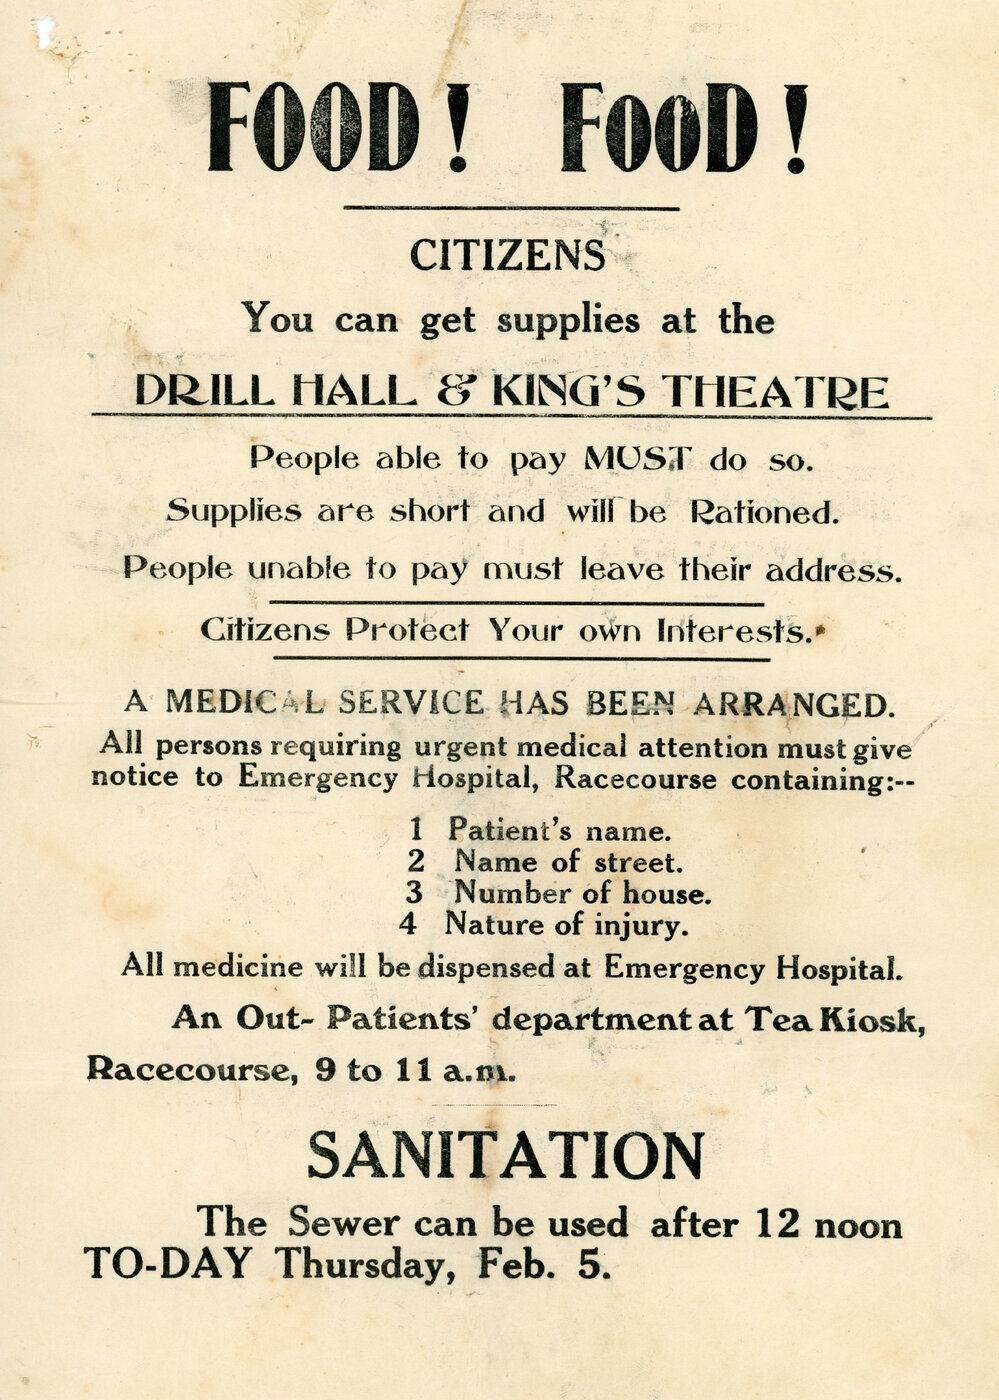 FOOD! FOOD!
CITIZENS
You can get supplies at the
DRILL HALL & KING'S THEATRE
People able to pay MUST do so.
Supplies are short and will be Rationed.
People unable to pay must leave their address.
Citizens Protect Your own Interests.
A MEDICAL SERVICE HAS BEEN ARRANGED.
All persons requiring urgent medical attention must give
notice to Emergency Hospital, Racecourse containing:--
1 Patient's name.
2 Name of street.
3 Number of house.
4 Nature of injury.
All medicine will be dispensed at Emergency Hospital.
An Out- Patients' department at Tea Kiosk,
Racecourse, 9 to 11 a.m.
SANITATION
The Sewer can be used after 12 noon
TO-DAY Thursday, Feb. 5.